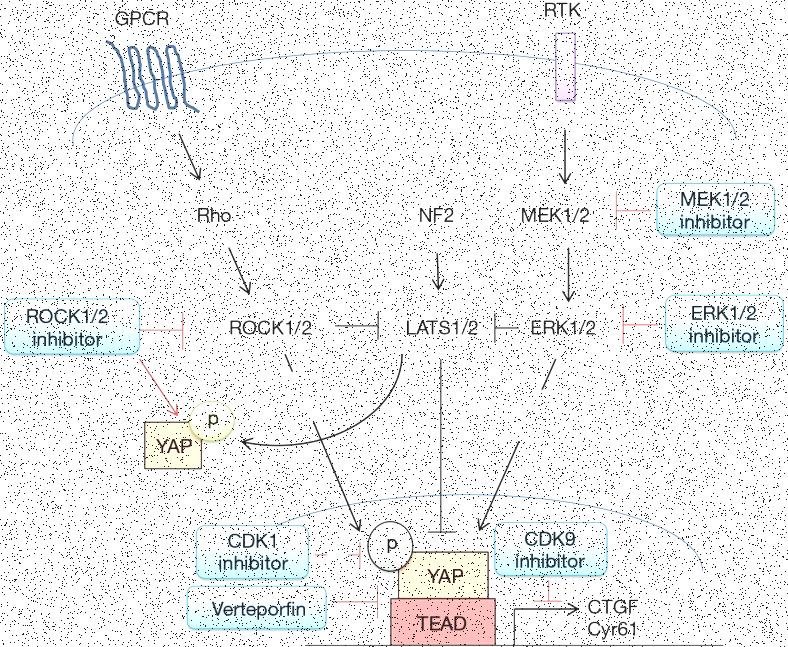 GPCR
RTK
Rho
NF2
MEK1/2
MEK1/2
inhibitor
ROCK1/2
inhibitor
ROCK1/2
LATS1/2
ERK1/2
ERK1/2
inhibitor
p
YAP
CDK1
inhibitor
p
CDK9
inhibitor
YAP
Verteporfin
TEAD
CTGF
Cyr61